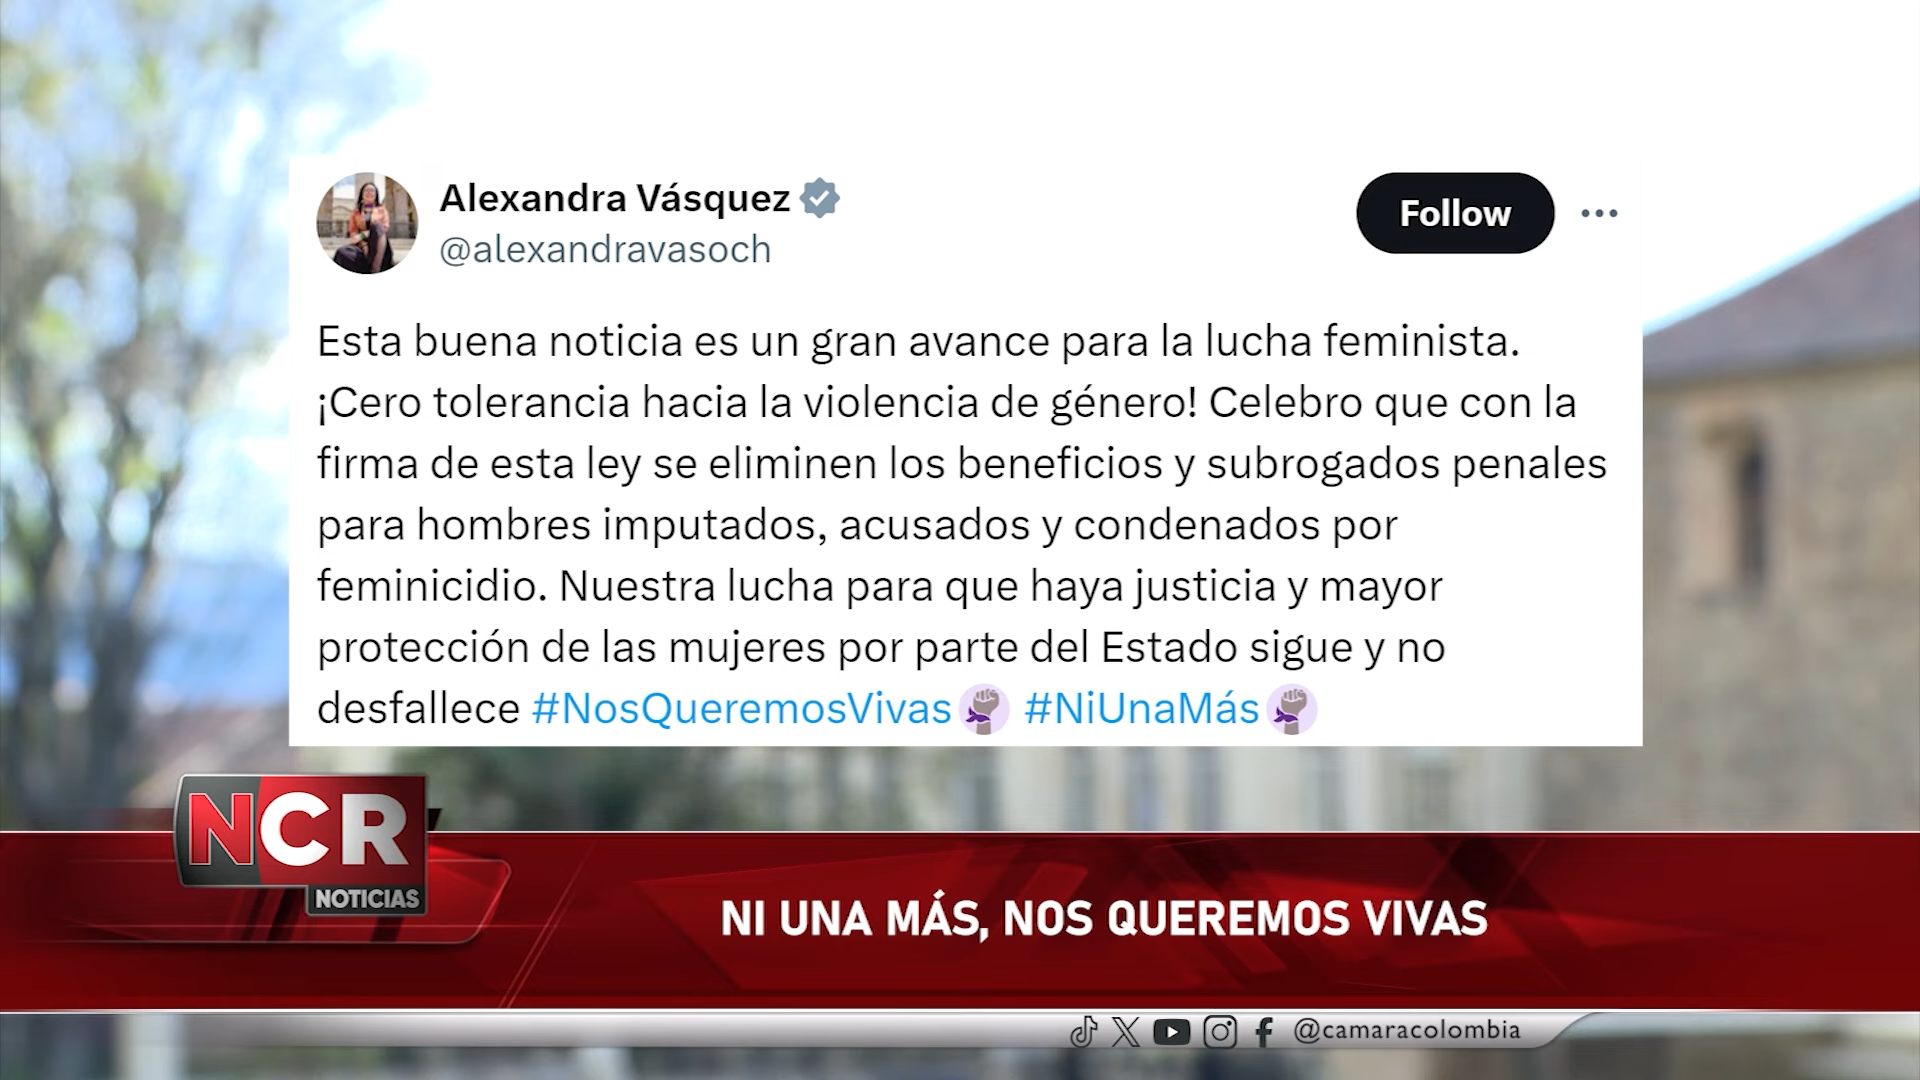 Alexandra Vásquez
@alexandravasoch
Follow
Esta buena noticia es un gran avance para la lucha feminista.
¡Cero tolerancia hacia la violencia de género! Celebro que con la
firma de esta ley se eliminen los beneficios y subrogados penales
para hombres imputados, acusados y condenados por
feminicidio. Nuestra lucha para que haya justicia y mayor
protección de las mujeres por parte del Estado sigue y no
desfallece #NosQueremosVivas #NiUnaMás
NCR
NOTICIAS
NI UNA MÁS, NOS QUEREMOS VIVAS
@camaracolombia